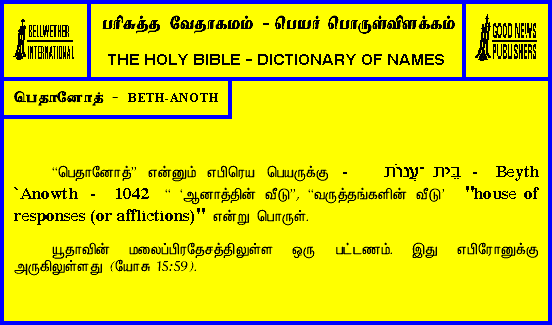 BELLWETHER
INTERNATIONAL
பரிசுத்த வேதாகமம் - பெயர் பொருள்விளக்கம்
THE HOLY BIBLE - DICTIONARY OF NAMES
GOOD NEWS
PUBLISHERS
பெதானோத் - BETH-ANOTH
“பெதானோத்” என்னும் எபிரெய பெயருக்கு - בֵּית־עֲנוֹת - Beyth
`Anowth - 1042 “ ‘ஆனாத்தின் வீடு”, “வருத்தங்களின் வீடு’ "house of
responses (or afflictions)" என்று பொருள்.
யூதாவின் மலைப்பிரதேசத்திலுள்ள ஒரு பட்டணம். இது எபிரோனுக்கு
அருகிலுள்ளது (யோசு 15:59).